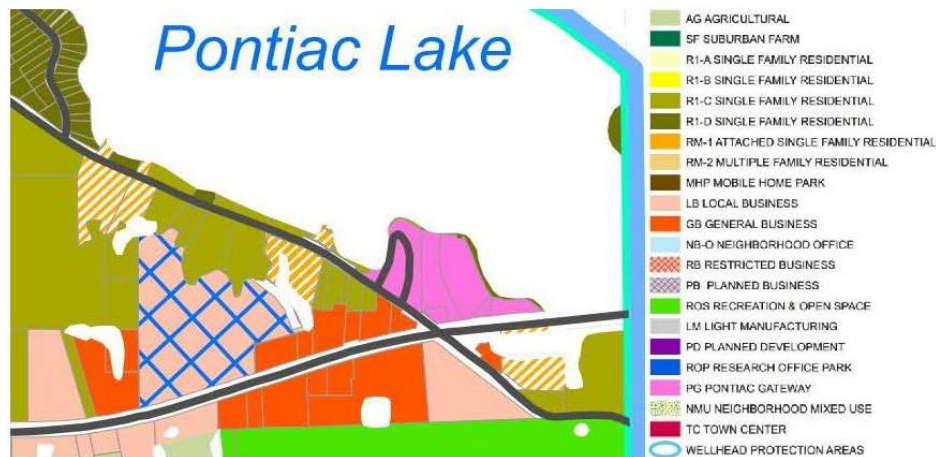 Pontiac Lake
AG AGRICULTURAL
SF SUBURBAN FARM
R1-A SINGLE FAMILY RESIDENTIAL
R1-B SINGLE FAMILY RESIDENTIAL
R1-C SINGLE FAMILY RESIDENTIAL
R1-D SINGLE FAMILY RESIDENTIAL
RM-1 ATTACHED SINGLE FAMILY RESIDENTIAL
RM-2 MULTIPLE FAMILY RESIDENTIAL
MHP MOBILE HOME PARK
LB LOCAL BUSINESS
GB GENERAL BUSINESS
NB-O NEIGHBORHOOD OFFICE
RB RESTRICTED BUSINESS
PB PLANNED BUSINESS
ROS RECREATION & OPEN SPACE
LM LIGHT MANUFACTURING
PD PLANNED DEVELOPMENT
ROP RESEARCH OFFICE PARK
PG PONTIAC GATEWAY
NMU NEIGHBORHOOD MIXED USE
TC TOWN CENTER
WELLHEAD PROTECTION AREAS